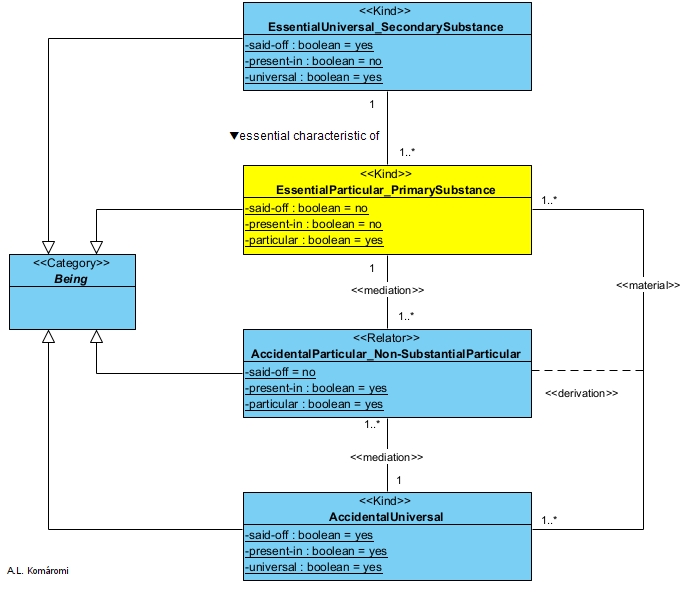 <<Kind>>
EssentialUniversal_SecondarySubstance
-said-off : boolean = yes
-present-in : boolean = no
-universal : boolean = yes
1
▼essential characteristic of
1..*
<<Kind>>
EssentialParticular_PrimarySubstance
-said-off : boolean = no
-present-in : boolean = no
-particular : boolean = yes
1..*
<<Category>>
Being
1
<<mediation>>
<<material>>
1..*
<<Relator>>
AccidentalParticular_Non-SubstantialParticular
-said-off = no
-present-in : boolean = yes
-particular : boolean = yes
<<derivation>>
1..*
<<mediation>>
1
<<Kind>>
AccidentalUniversal
-said-off : boolean = yes
-present-in : boolean = yes
-universal : boolean = yes
1..*
A.L. Komáromi